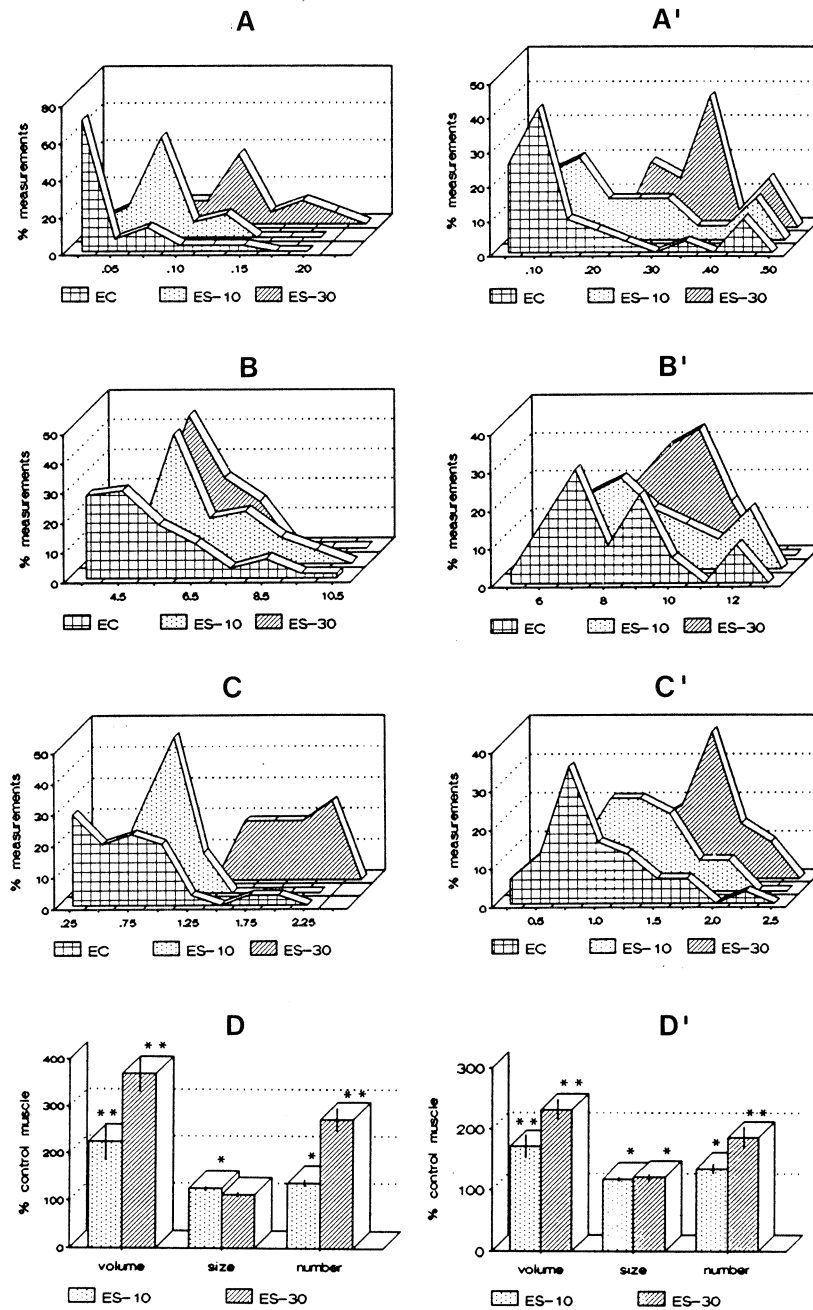 A
% measurements
80
60
40
20
0
.05 .10 .15 .20
EC ES-10 ES-30
A'
% measurements
50
40
30
20
10
0
.10 .20 .30 .40 .50
EC ES-10 ES-30
B
% measurements
50
40
30
20
10
0
4.5 6.5 8.5 10.5
EC ES-10 ES-30
B'
% measurements
40
30
20
10
0
6 8 10 12
EC ES-10 ES-30
C
% measurements
50
40
30
20
10
0
.25 .75 1.25 1.75 2.25
EC ES-10 ES-30
C'
% measurements
40
30
20
10
0
0.5 1.0 1.5 2.0 2.5
EC ES-10 ES-30
D
% control muscle
400
300
200
100
0
** ** * * **
volume size number
ES-10 ES-30
D'
% control muscle
300
200
100
0
** ** * * * **
volume size number
ES-10 ES-30